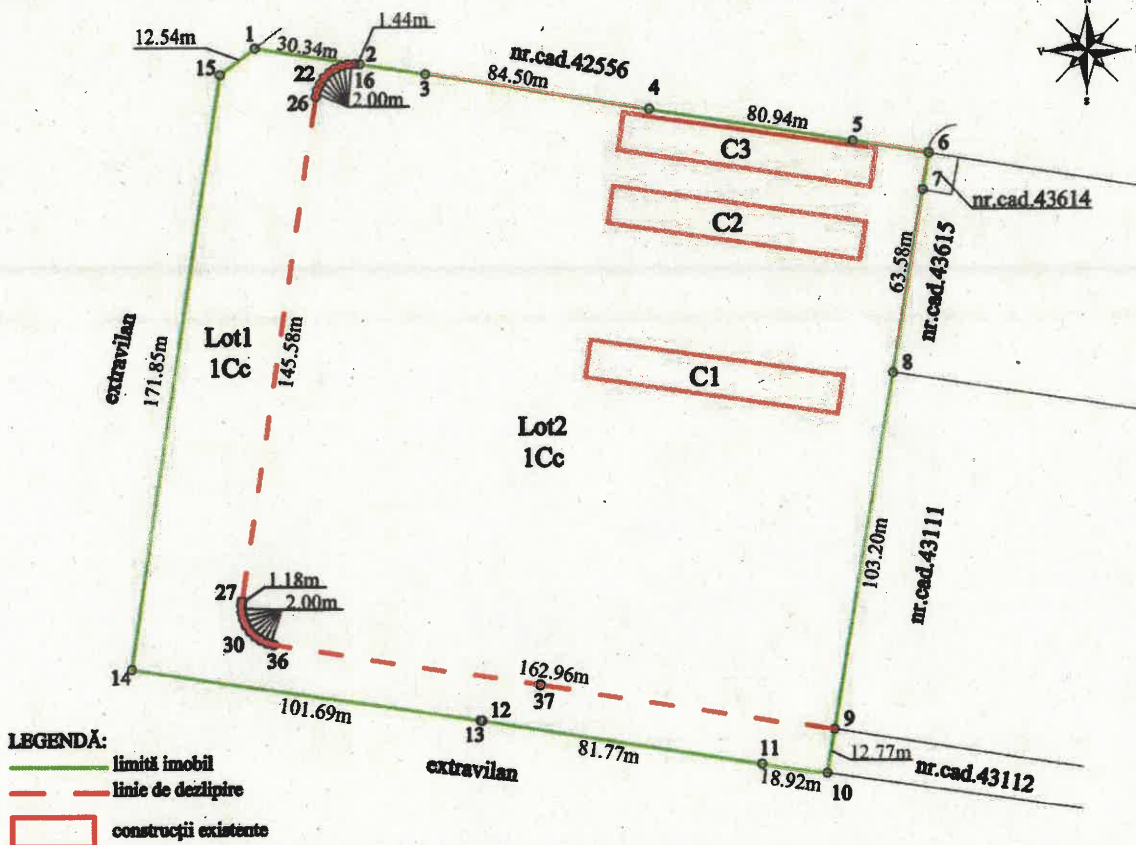 N
V
s
1.44m
12.54m
1
30.34m
2
nr.cad.42556
15
22
16
3
84.50m
26
2.00m
4
80.94m
5
6
C3
7
nr.cad.43614
C2
63.58m
nr.cad.43615
extravilan
171.85m
Lot1
1Cc
145.58m
C1
8
Lot2
1Cc
103.20m
nr.cad.43111
27
1.18m
2.00m
30
36
14
162.96m
37
101.69m
12
13
9
81.77m
11
12.77m
extravilan
18.92m
10
nr.cad.43112
LEGENDĂ:
limită imobil
linie de dezlipire
construcții existente